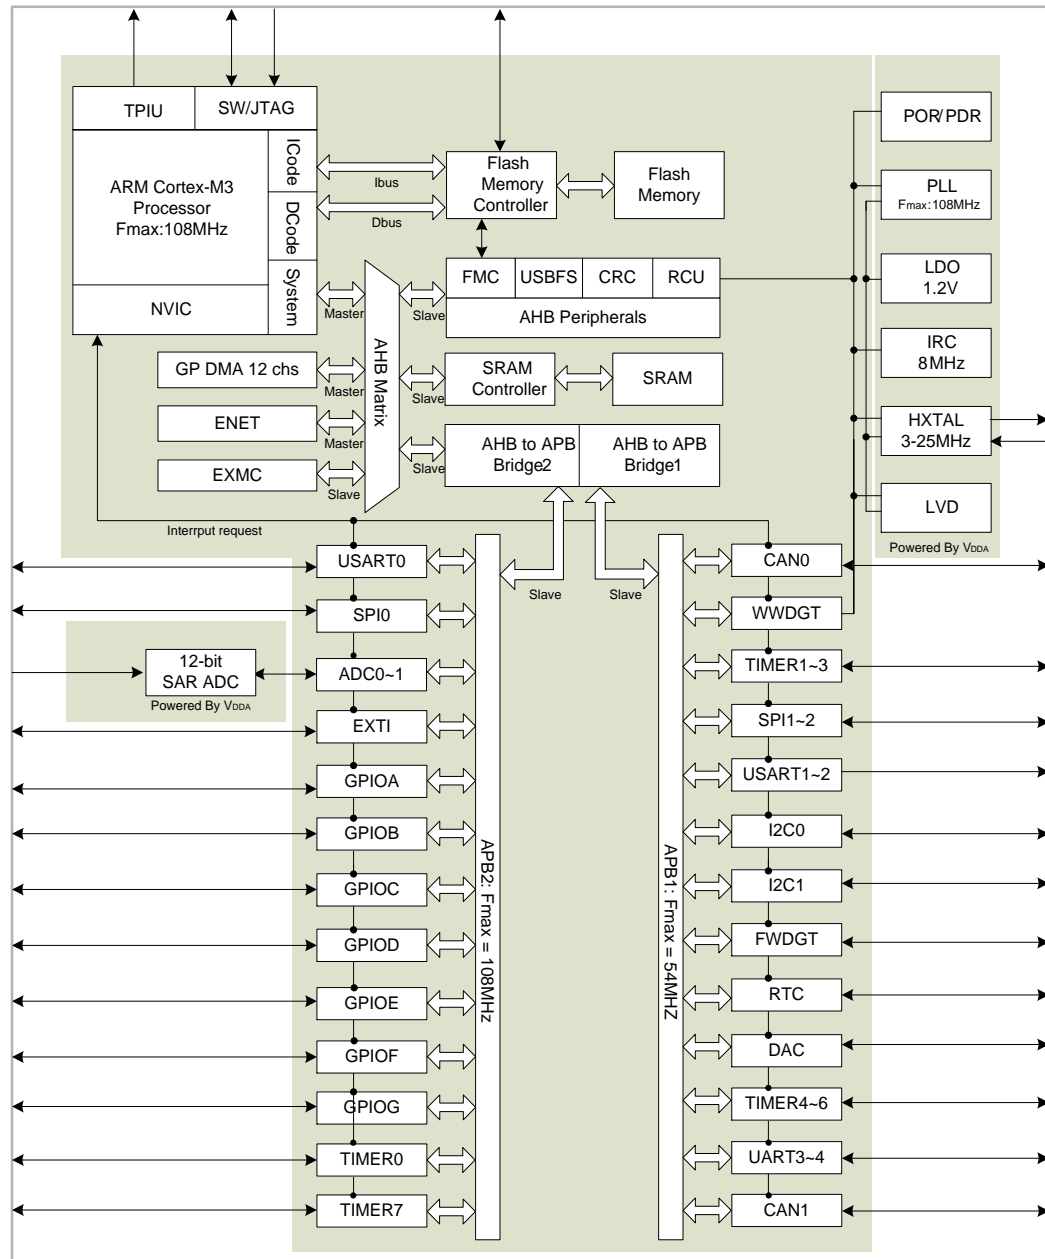 TPIU
SW/JTAG
POR/PDR
ICode
Flash
Memory
Controller
Flash
Memory
Ibus
PLL
Fmax:108MHz
ARM Cortex-M3
Processor
Fmax:108MHz
DCode
Dbus
FMC
USBFS
CRC
RCU
LDO
1.2V
System
NVIC
Master
Slave
AHB Peripherals
IRC
8MHz
AHB Matrix
GP DMA 12 chs
Master
Slave
SRAM
Controller
SRAM
ENET
Master
HXTAL
3-25MHz
AHB to APB
Bridge2
AHB to APB
Bridge1
EXMC
Slave
Slave
LVD
Interrput request
Powered By VDDA
USART0
CAN0
Slave
Slave
SPI0
WWDGT
12-bit
SAR ADC
Powered By VDDA
ADC0~1
TIMER1~3
EXTI
SPI1~2
GPIOA
USART1~2
GPIOB
I2C0
APB2: Fmax = 108MHz
APB1: Fmax = 54MHZ
GPIOC
I2C1
GPIOD
FWDGT
GPIOE
RTC
GPIOF
DAC
GPIOG
TIMER4~6
TIMER0
UART3~4
TIMER7
CAN1